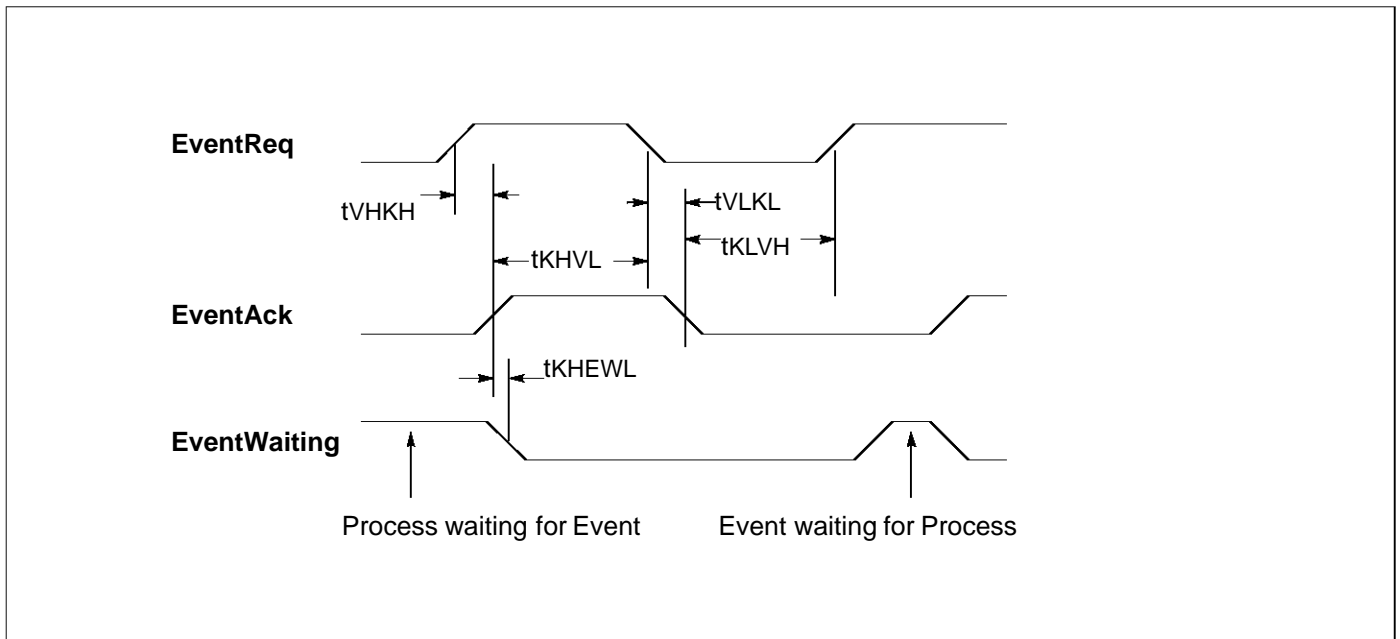 EventReq
tVHKH
tVLKL
tKLVH
tKHVL
EventAck
tKHEWL
EventWaiting
Process waiting for Event
Event waiting for Process